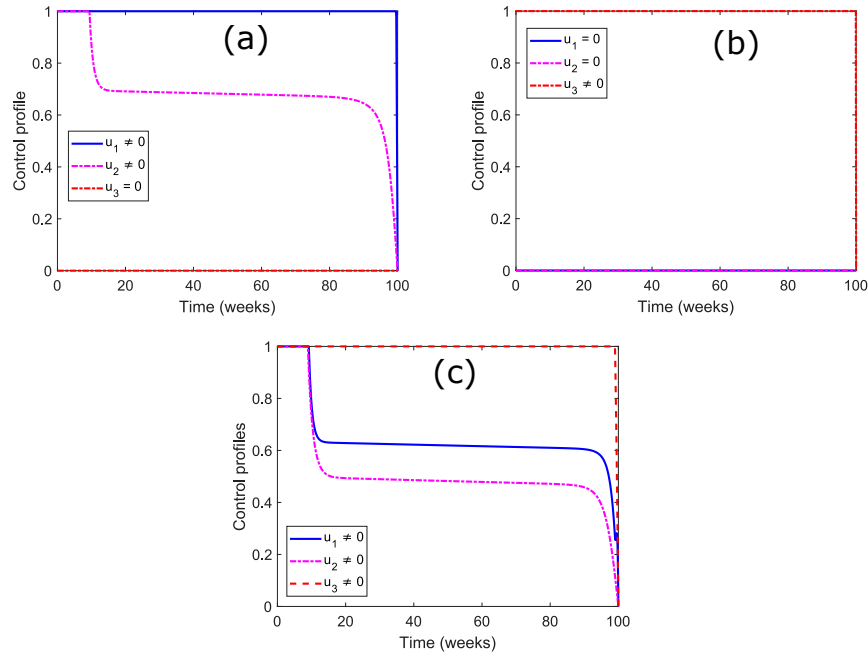 (a)
1
0.8
0.6
0.4
0.2
0
Control profile
u1 ≠ 0
u2 ≠ 0
u3 = 0
0 20 40 60 80 100
Time (weeks)
(b)
1
0.8
0.6
0.4
0.2
0
Control profile
u1 = 0
u2 = 0
u3 ≠ 0
0 20 40 60 80 100
Time (weeks)
(c)
1
0.8
0.6
0.4
0.2
0
Control profiles
u1 ≠ 0
u2 ≠ 0
u3 ≠ 0
0 20 40 60 80 100
Time (weeks)